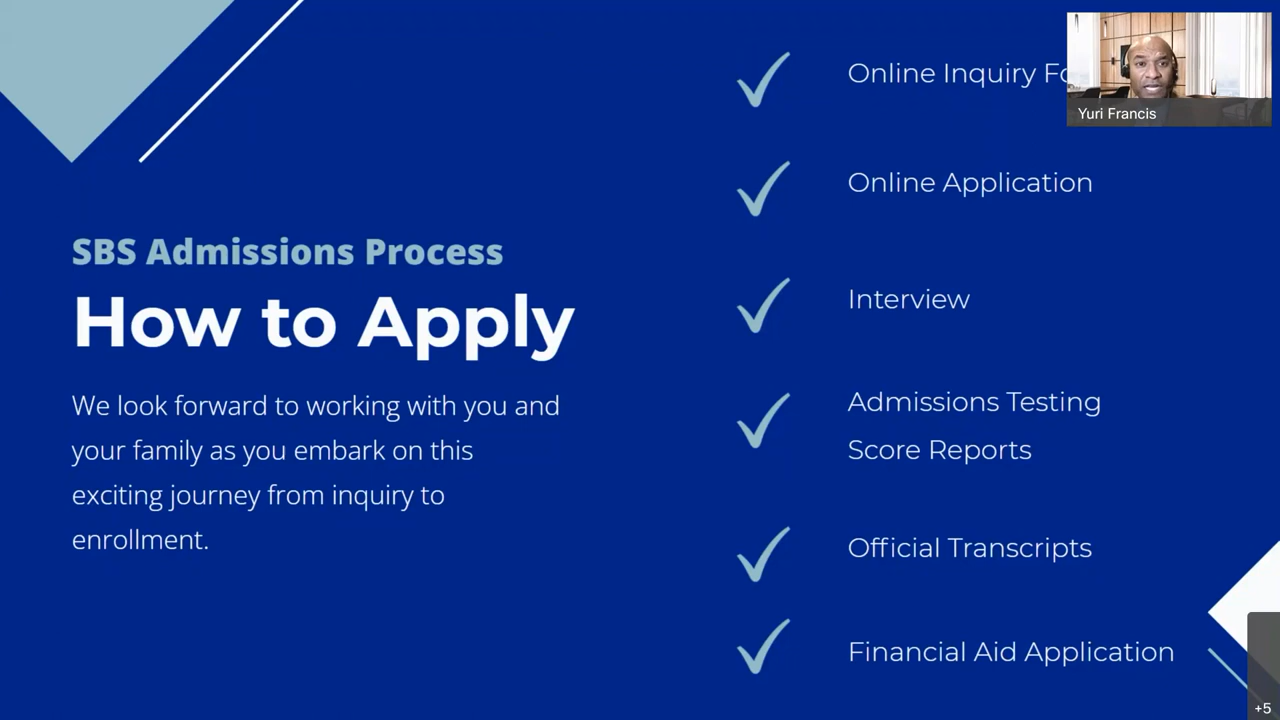 SBS Admissions Process
How to Apply
We look forward to working with you and
your family as you embark on this
exciting journey from inquiry to
enrollment.
Online Inquiry
Online Application
Interview
Admissions Testing
Score Reports
Official Transcripts
Financial Aid Application
Yuri Francis
+5